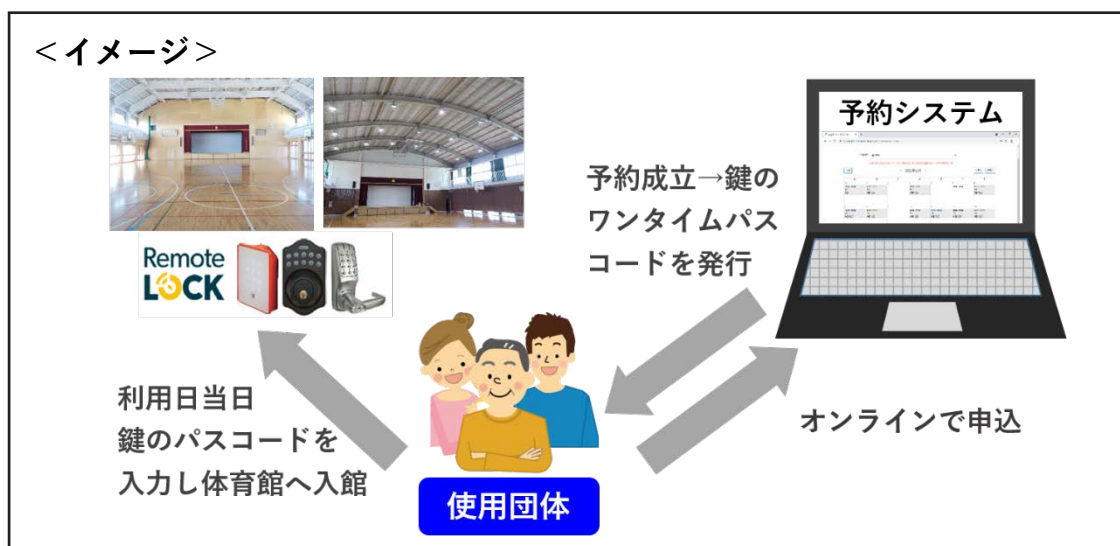 ＜イメージ＞
予約システム
予約成立→鍵の
ワンタイムパス
コードを発行
Remote
LOCK
利用日当日
鍵のパスコードを
入力し体育館へ入館
オンラインで申込
使用団体